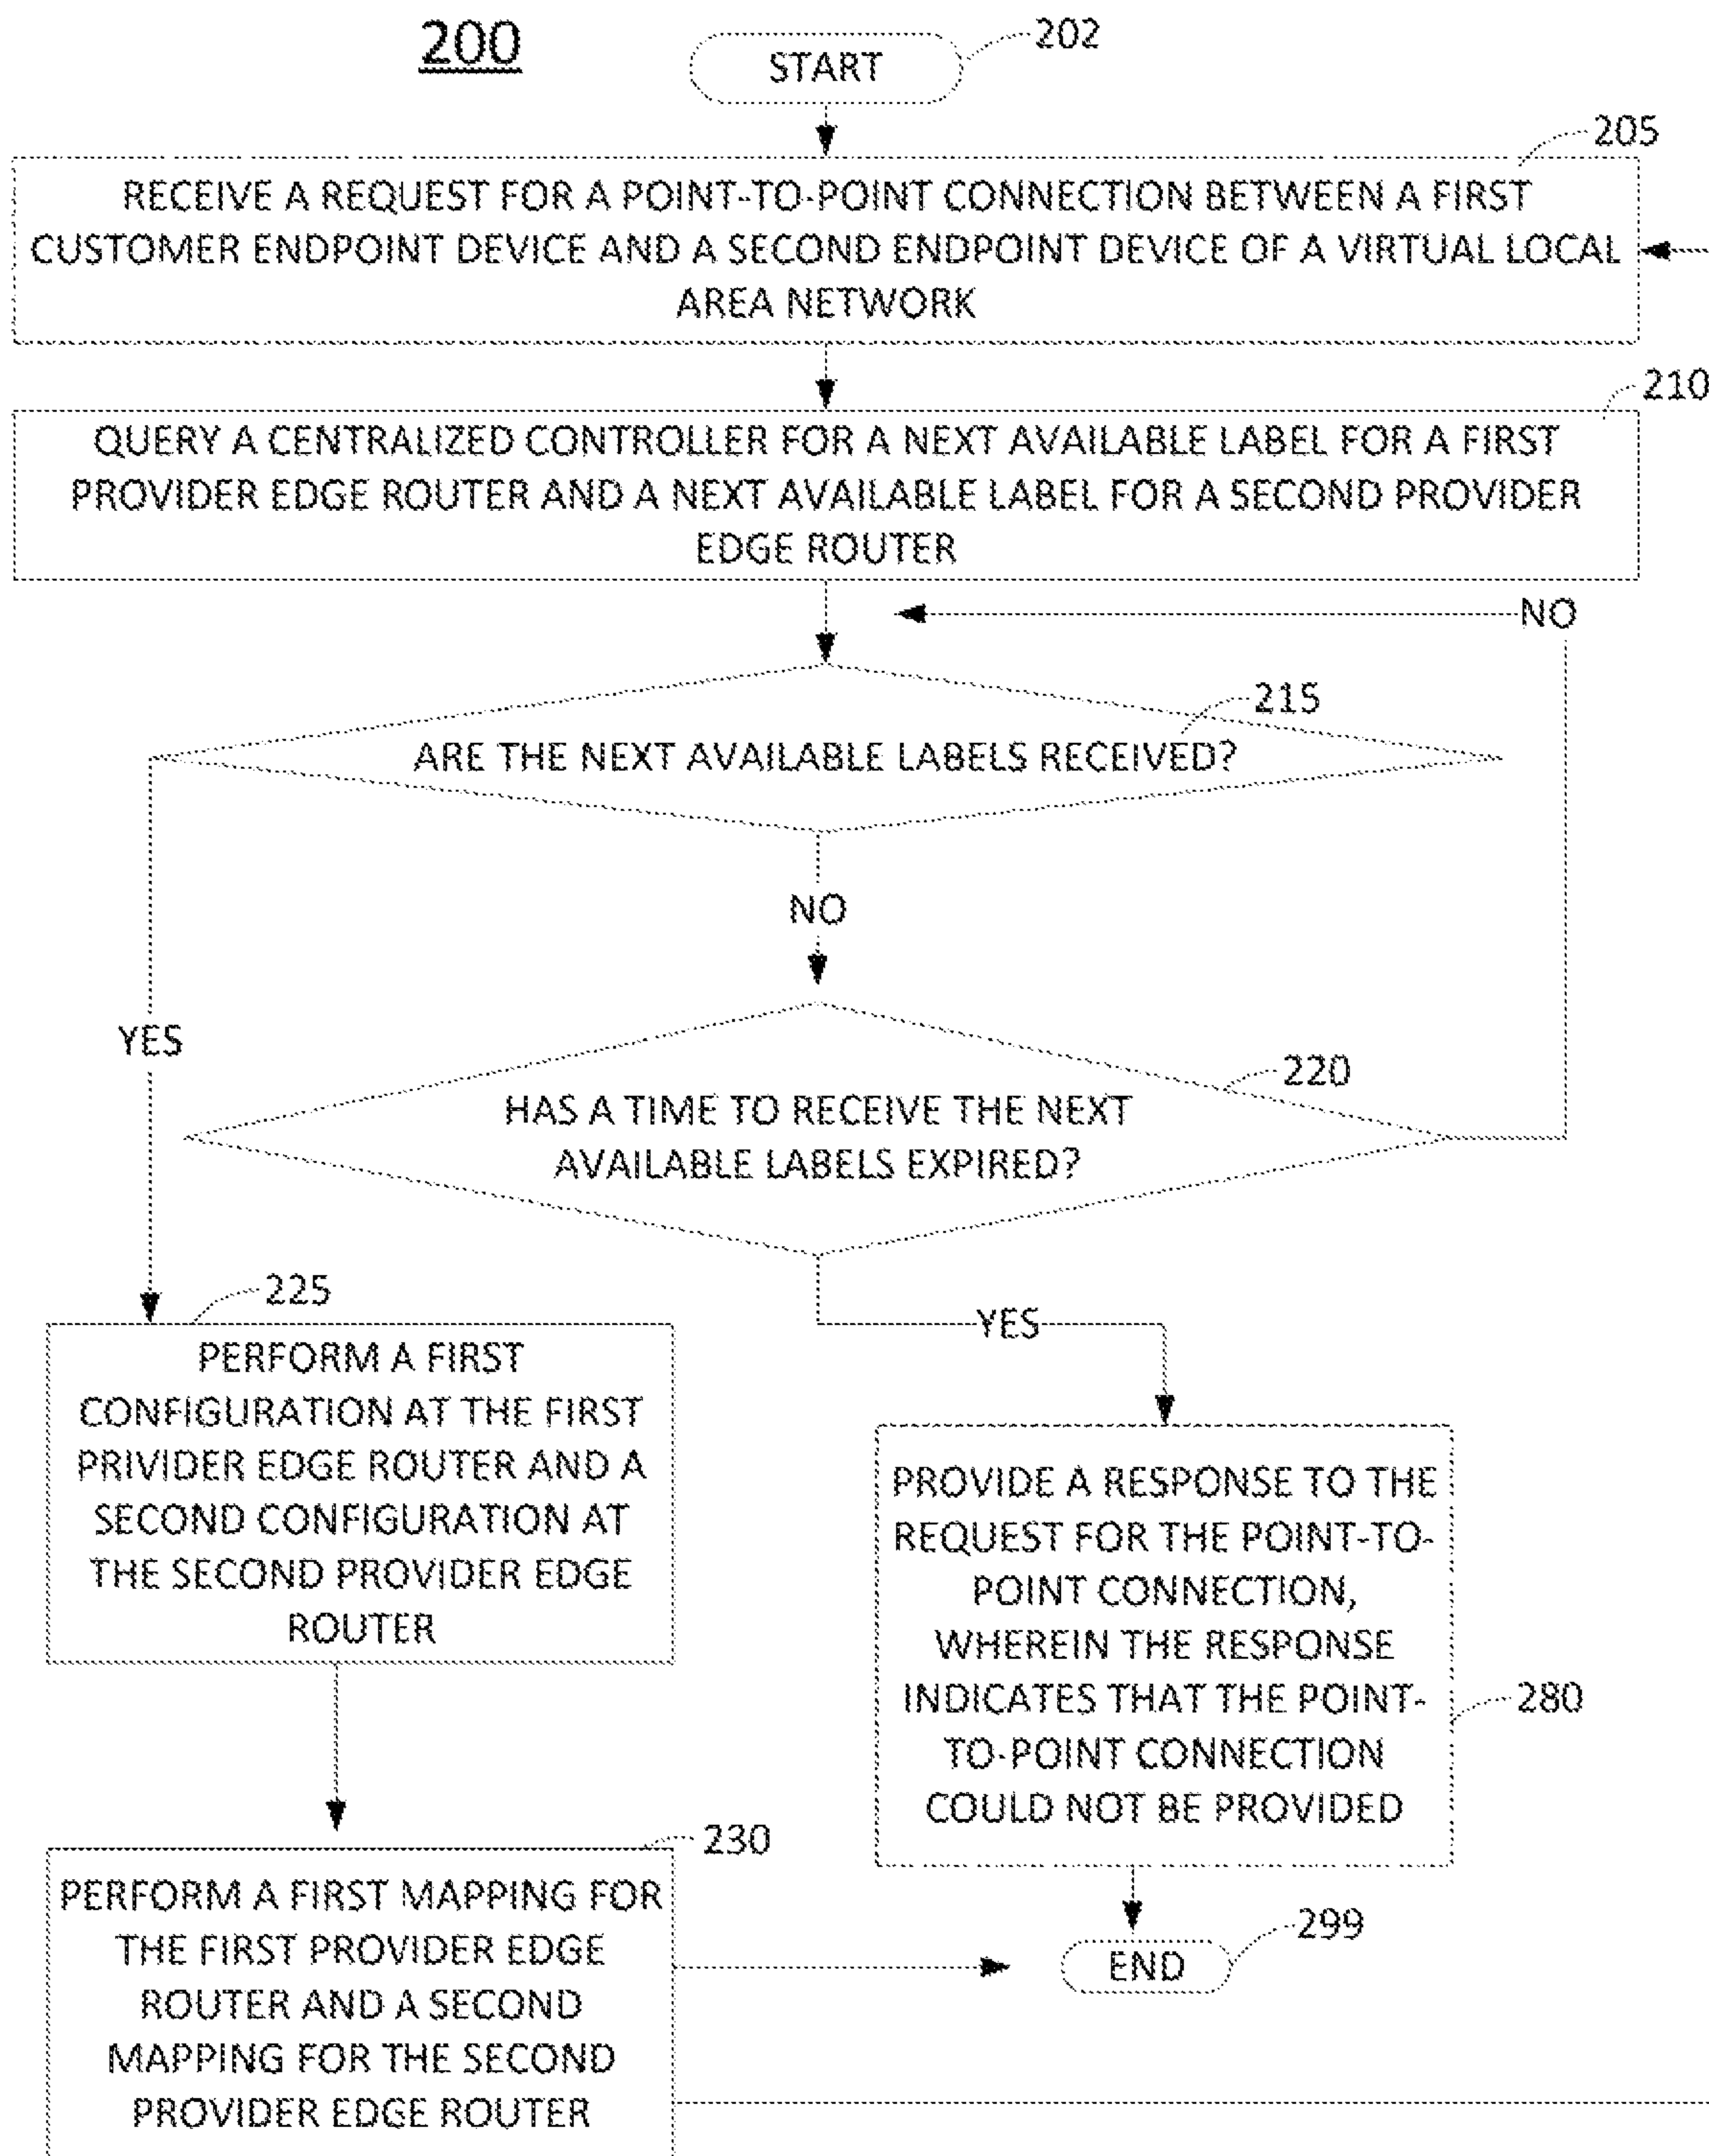 200
START
202
205
RECEIVE A REQUEST FOR A POINT-TO-POINT CONNECTION BETWEEN A FIRST
CUSTOMER ENDPOINT DEVICE AND A SECOND ENDPOINT DEVICE OF A VIRTUAL LOCAL
AREA NETWORK
210
QUERY A CENTRALIZED CONTROLLER FOR A NEXT AVAILABLE LABEL FOR A FIRST
PROVIDER EDGE ROUTER AND A NEXT AVAILABLE LABEL FOR A SECOND PROVIDER
EDGE ROUTER
NO
215
ARE THE NEXT AVAILABLE LABELS RECEIVED?
NO
YES
220
HAS A TIME TO RECEIVE THE NEXT
AVAILABLE LABELS EXPIRED?
225
YES
PERFORM A FIRST
CONFIGURATION AT THE FIRST
PRIVIDER EDGE ROUTER AND A
SECOND CONFIGURATION AT
THE SECOND PROVIDER EDGE
ROUTER
PROVIDE A RESPONSE TO THE
REQUEST FOR THE POINT-TO-
POINT CONNECTION,
WHEREIN THE RESPONSE
INDICATES THAT THE POINT-
TO-POINT CONNECTION
COULD NOT BE PROVIDED
280
230
PERFORM A FIRST MAPPING FOR
THE FIRST PROVIDER EDGE
ROUTER AND A SECOND
MAPPING FOR THE SECOND
PROVIDER EDGE ROUTER
299
END